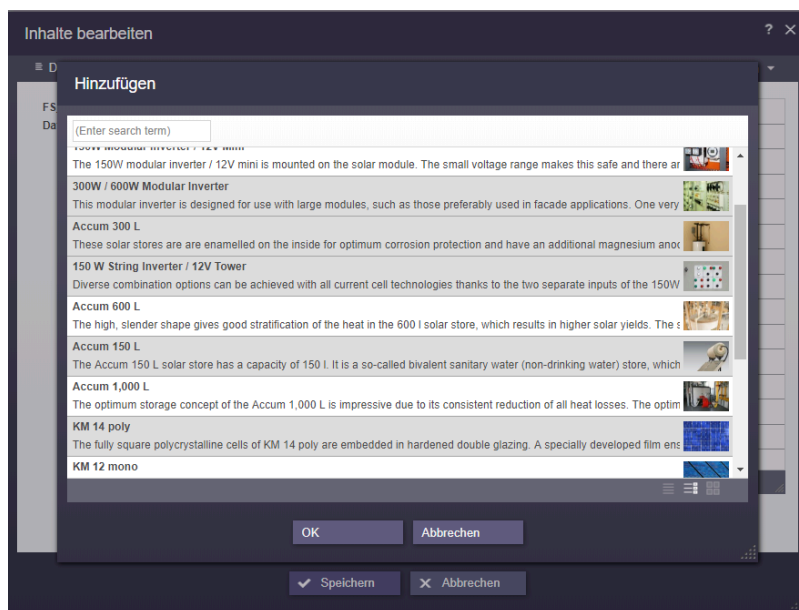 Inhalte bearbeiten
?
D
Hinzufügen
FS
Da
(Enter search term)
150W Modular Inverter / 12V Mini
The 150W modular inverter / 12V mini is mounted on the solar module. The small voltage range makes this safe and there ar
300W / 600W Modular Inverter
This modular inverter is designed for use with large modules, such as those preferably used in facade applications. One very
Accum 300 L
These solar stores are are enamelled on the inside for optimum corrosion protection and have an additional magnesium anod
150 W String Inverter / 12V Tower
Diverse combination options can be achieved with all current cell technologies thanks to the two separate inputs of the 150W
Accum 600 L
The high, slender shape gives good stratification of the heat in the 600 l solar store, which results in higher solar yields. The s
Accum 150 L
The Accum 150 L solar store has a capacity of 150 l. It is a so-called bivalent sanitary water (non-drinking water) store, which
Accum 1,000 L
The optimum storage concept of the Accum 1,000 L is impressive due to its consistent reduction of all heat losses. The optim
KM 14 poly
The fully square polycrystalline cells of KM 14 poly are embedded in hardened double glazing. A specially developed film ens
KM 12 mono
OK
Abbrechen
Speichern
Abbrechen